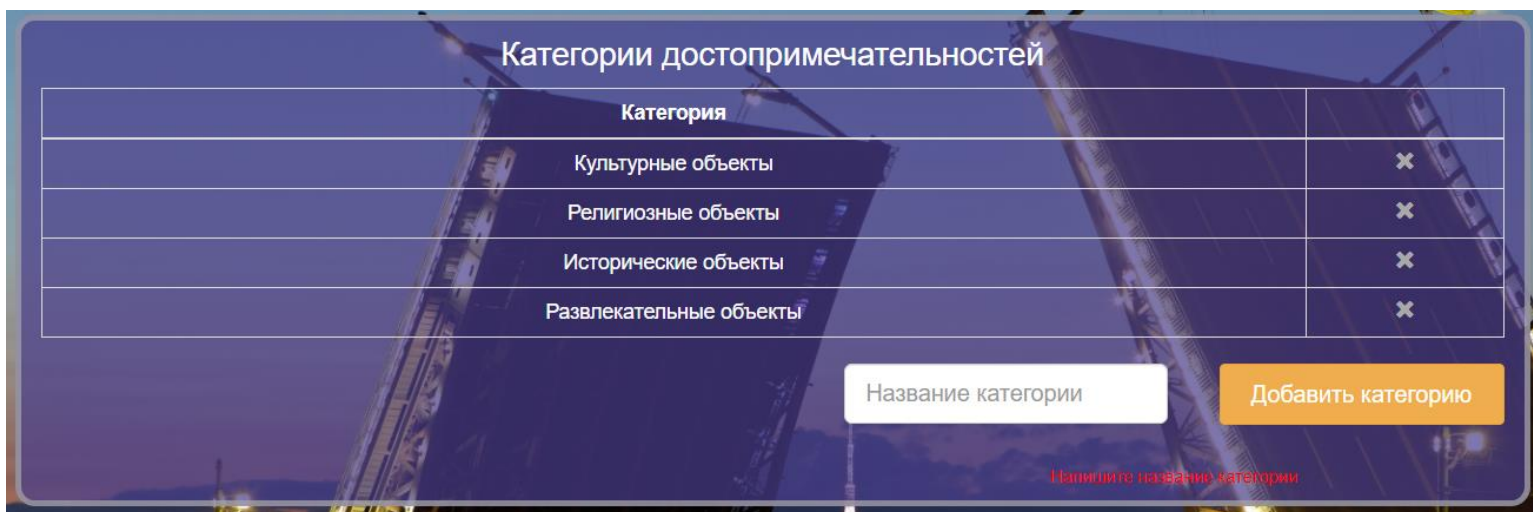 Категории достопримечательностей
Категория
Культурные объекты
Религиозные объекты
Исторические объекты
Развлекательные объекты
Название категории
Добавить категорию
Напишите название категории